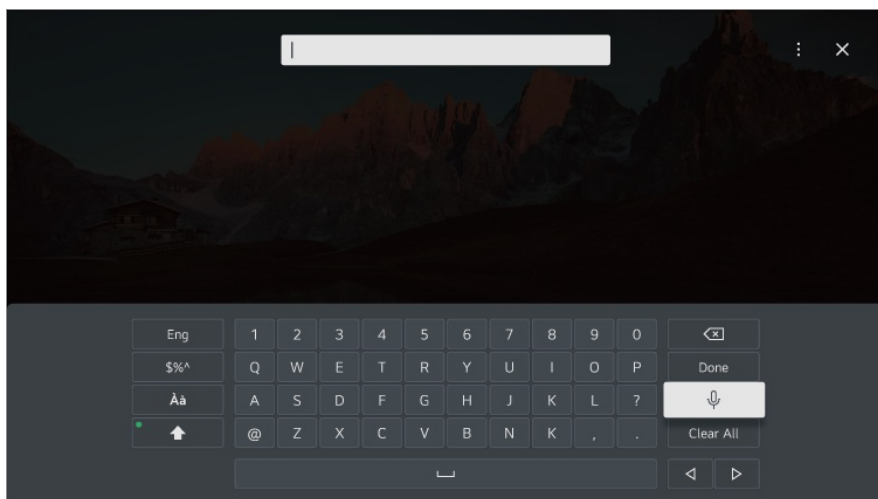 Eng 1 2 3 4 5 6 7 8 9 0
$%^ Q W E T R Y U I O P Done
Àà A S D F G H J K L ?
@ Z X C V B N K , . Clear All